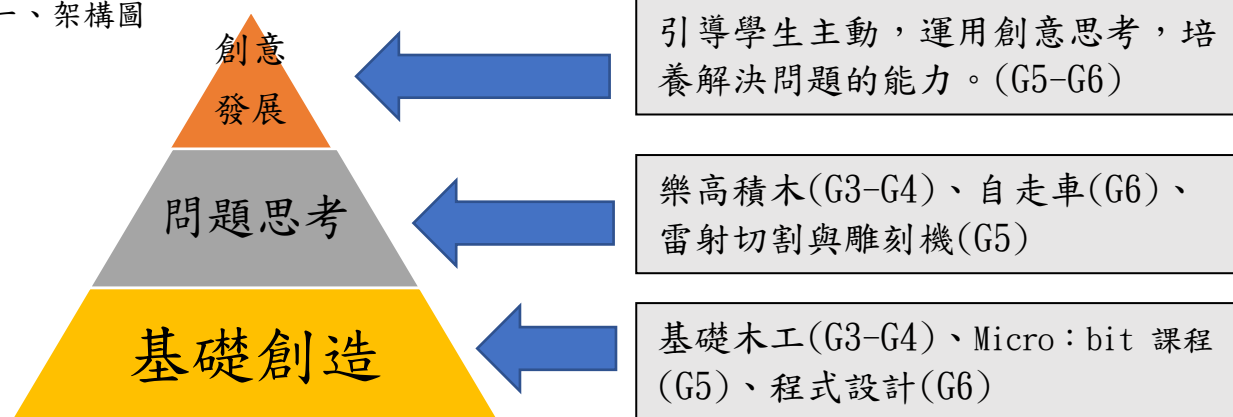 一、架構圖
創意
發展
引導學生主動，運用創意思考，培
養解決問題的能力。(G5-G6)
問題思考
樂高積木(G3-G4)、自走車(G6)、
雷射切割與雕刻機(G5)
基礎創造
基礎木工(G3-G4)、Micro：bit 課程
(G5)、程式設計(G6)